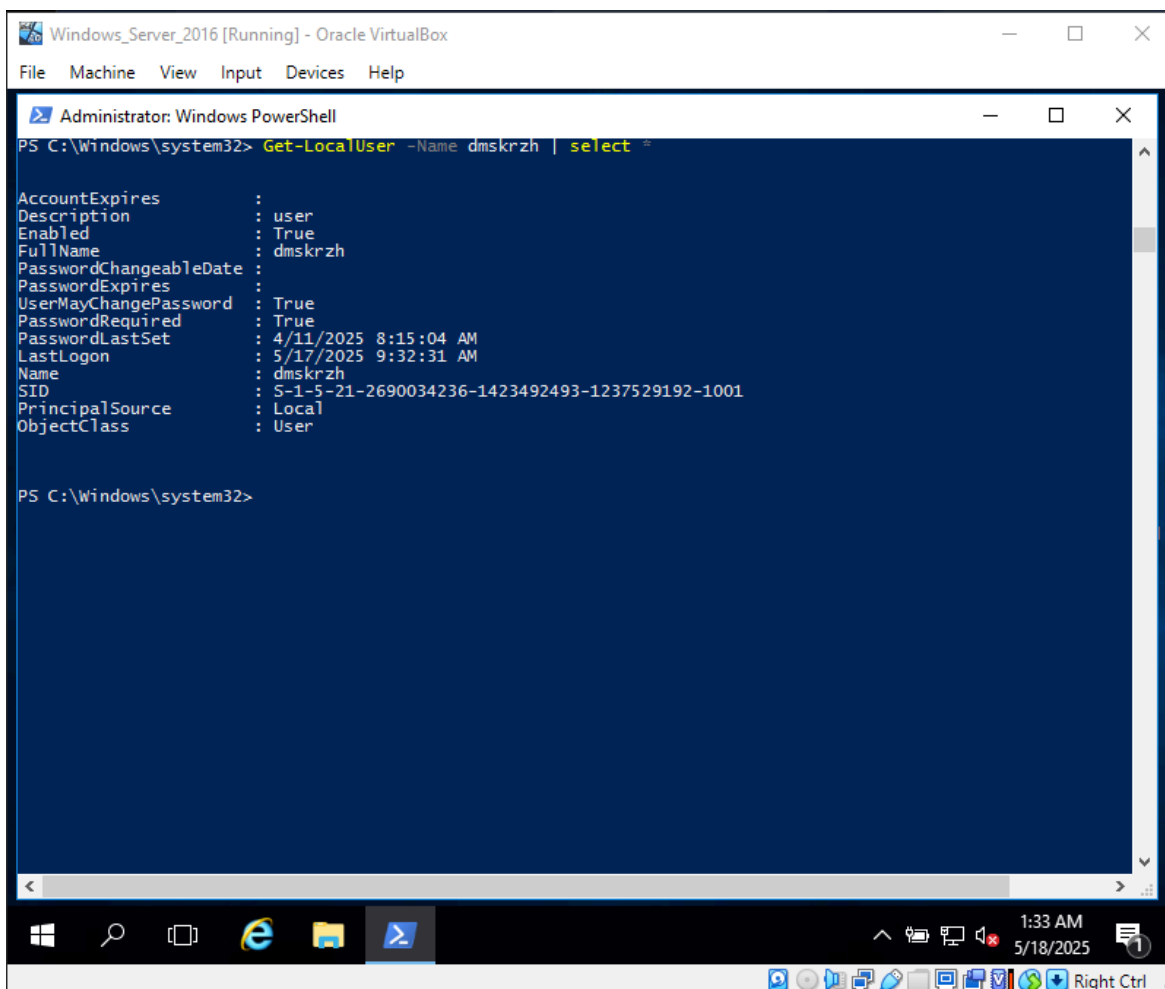 Windows_Server_2016 [Running] - Oracle VirtualBox
File Machine View Input Devices Help
Administrator: Windows PowerShell
PS C:\Windows\system32> Get-LocalUser -Name dmskrzh | select *
AccountExpires :
Description : user
Enabled : True
FullName : dmskrzh
PasswordChangeableDate :
PasswordExpires :
UserMayChangePassword : True
PasswordRequired : True
PasswordLastSet : 4/11/2025 8:15:04 AM
LastLogon : 5/17/2025 9:32:31 AM
Name : dmskrzh
SID : S-1-5-21-2690034236-1423492493-1237529192-1001
PrincipalSource : Local
ObjectClass : User
PS C:\Windows\system32>
1:33 AM
5/18/2025
1
Right Ctrl